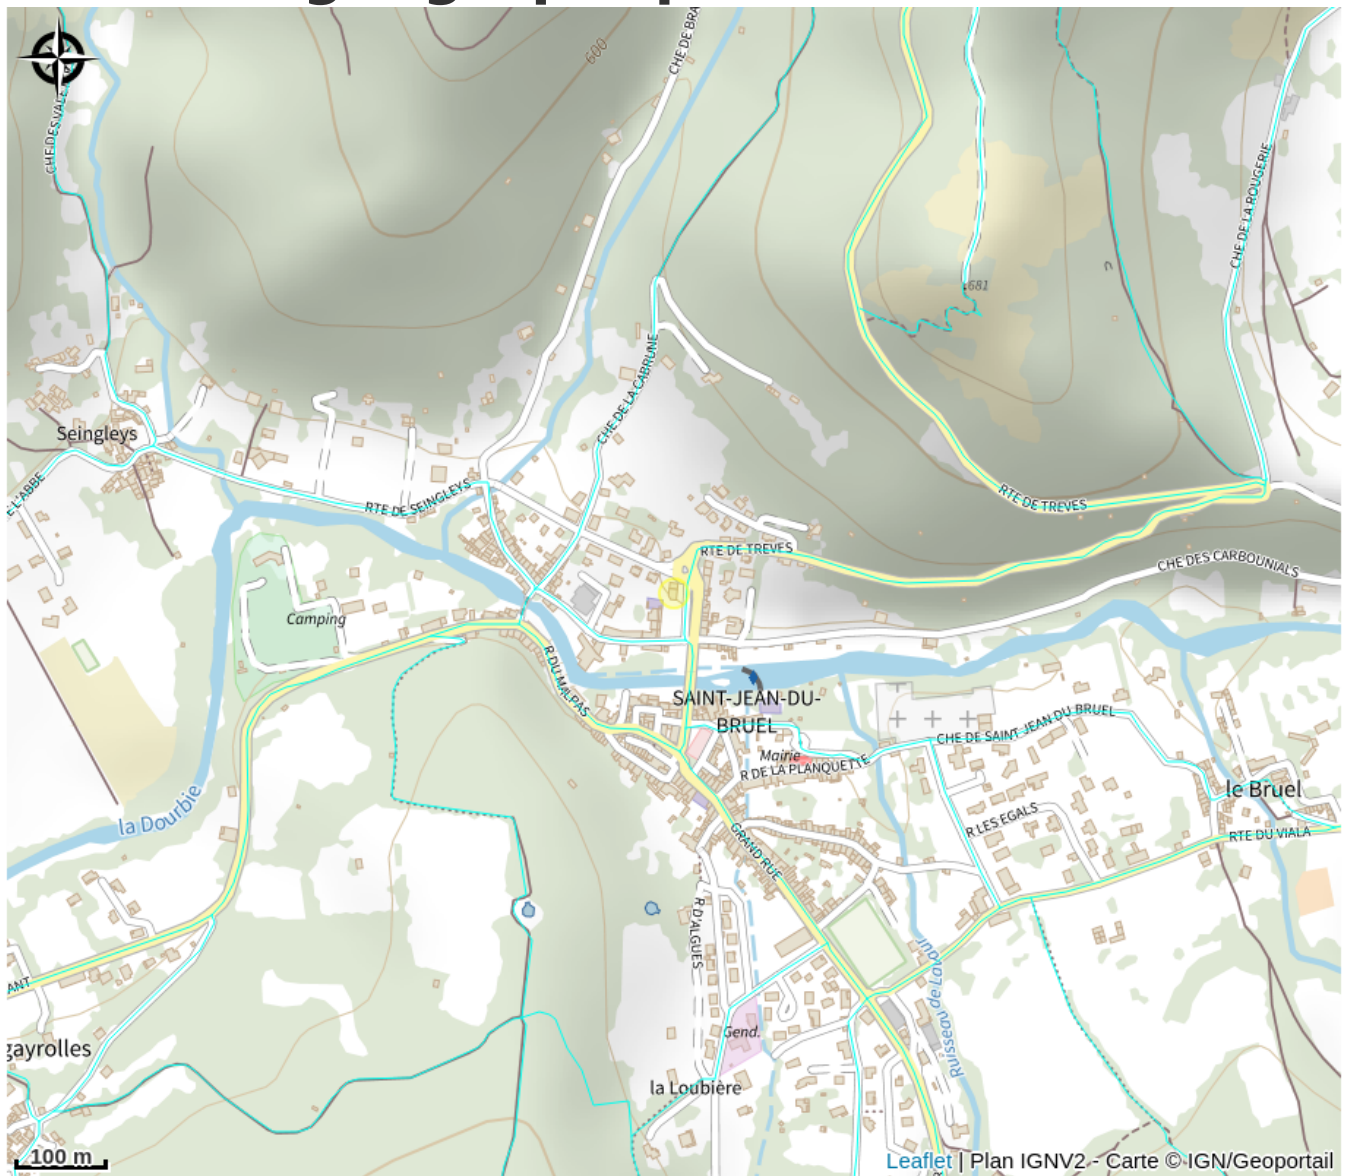 600
CHE DE BRA
CHE DES VALE
CHE DE LA ROUGERIE
681
CHE DE LA CABRUNE
Seingleys
E L'ABBE
RTE DE SEINGLEYS
RTE DE TREVES
RTE DE TREVES
CHE DES CARBOUNIALS
Camping
R DU MALPAS
SAINT-JEAN-DU-
BRUEL
Mairie
R DE LA PLANQUETTE
CHE DE SAINT JEAN DU BRUEL
le Bruel
R LES EGALS
RTE DU VIALA
la Dourbie
GRAND RUE
R D'ALGUES
Ruisseau de Lavaur
ANT
gayrolles
Gend.
la Loubière
100 m
Leaflet | Plan IGNV2 - Carte © IGN/Geoportail